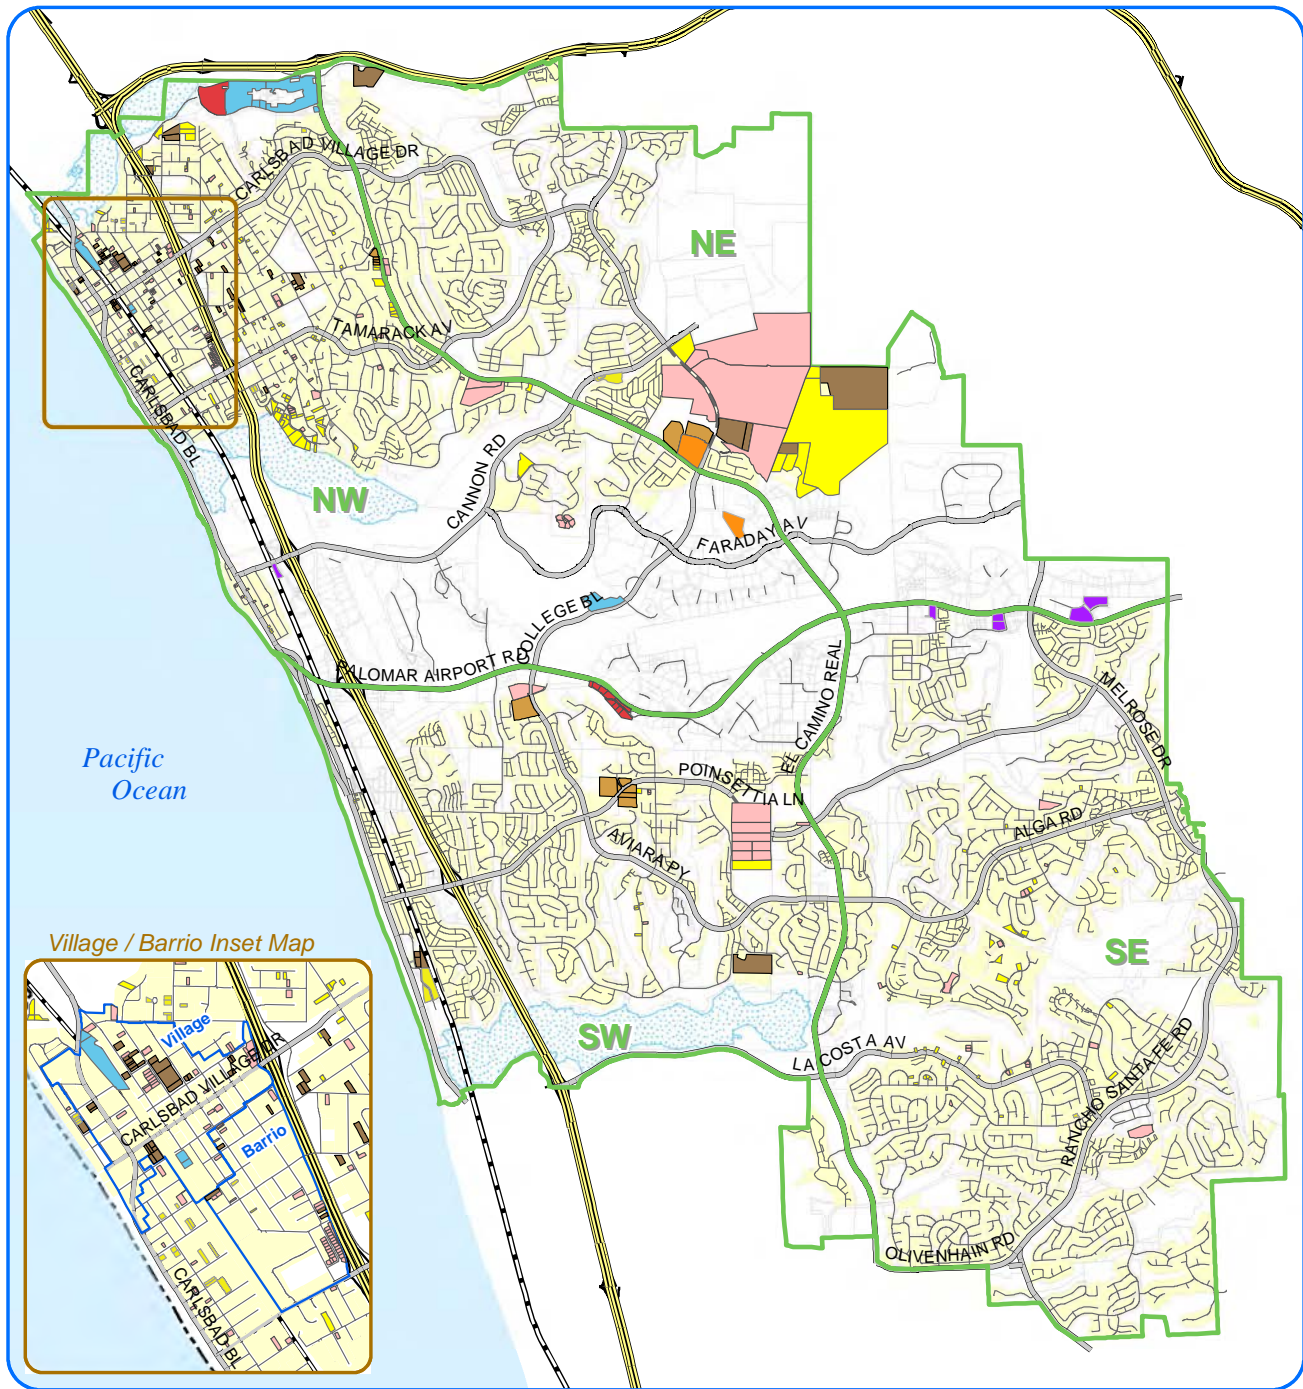 CARLSBAD VILLAGE DR
NE
TAMARACK AV
CARLSBAD BL
CANNON RD
NW
FARADAY AV
COLLEGE BL
PALOMAR AIRPORT RD
EL CAMINO REAL
MELROSE DR
Pacific
Ocean
POINSETTIA LN
ALGA RD
AVIARA PY
Village / Barrio Inset Map
SE
SW
LA COSTA AV
RANCHO SANTA FE RD
OLIVENHAIN RD
Village
CARLSBAD VILLAGE DR
Barrio
CARLSBAD BL